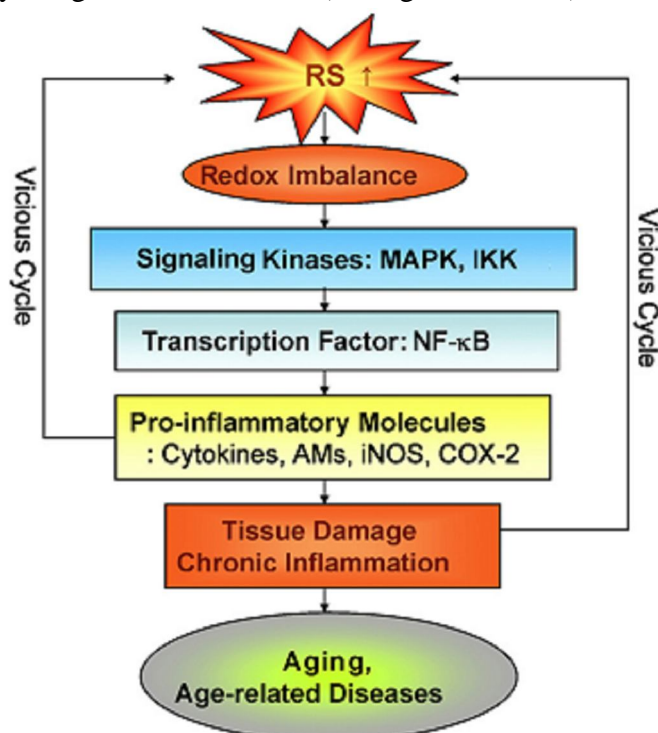 RS ↑
Redox Imbalance
Signaling Kinases: MAPK, IKK
Transcription Factor: NF-κB
Pro-inflammatory Molecules
: Cytokines, AMs, iNOS, COX-2
Tissue Damage
Chronic Inflammation
Aging,
Age-related Diseases
Vicious Cycle
Vicious Cycle